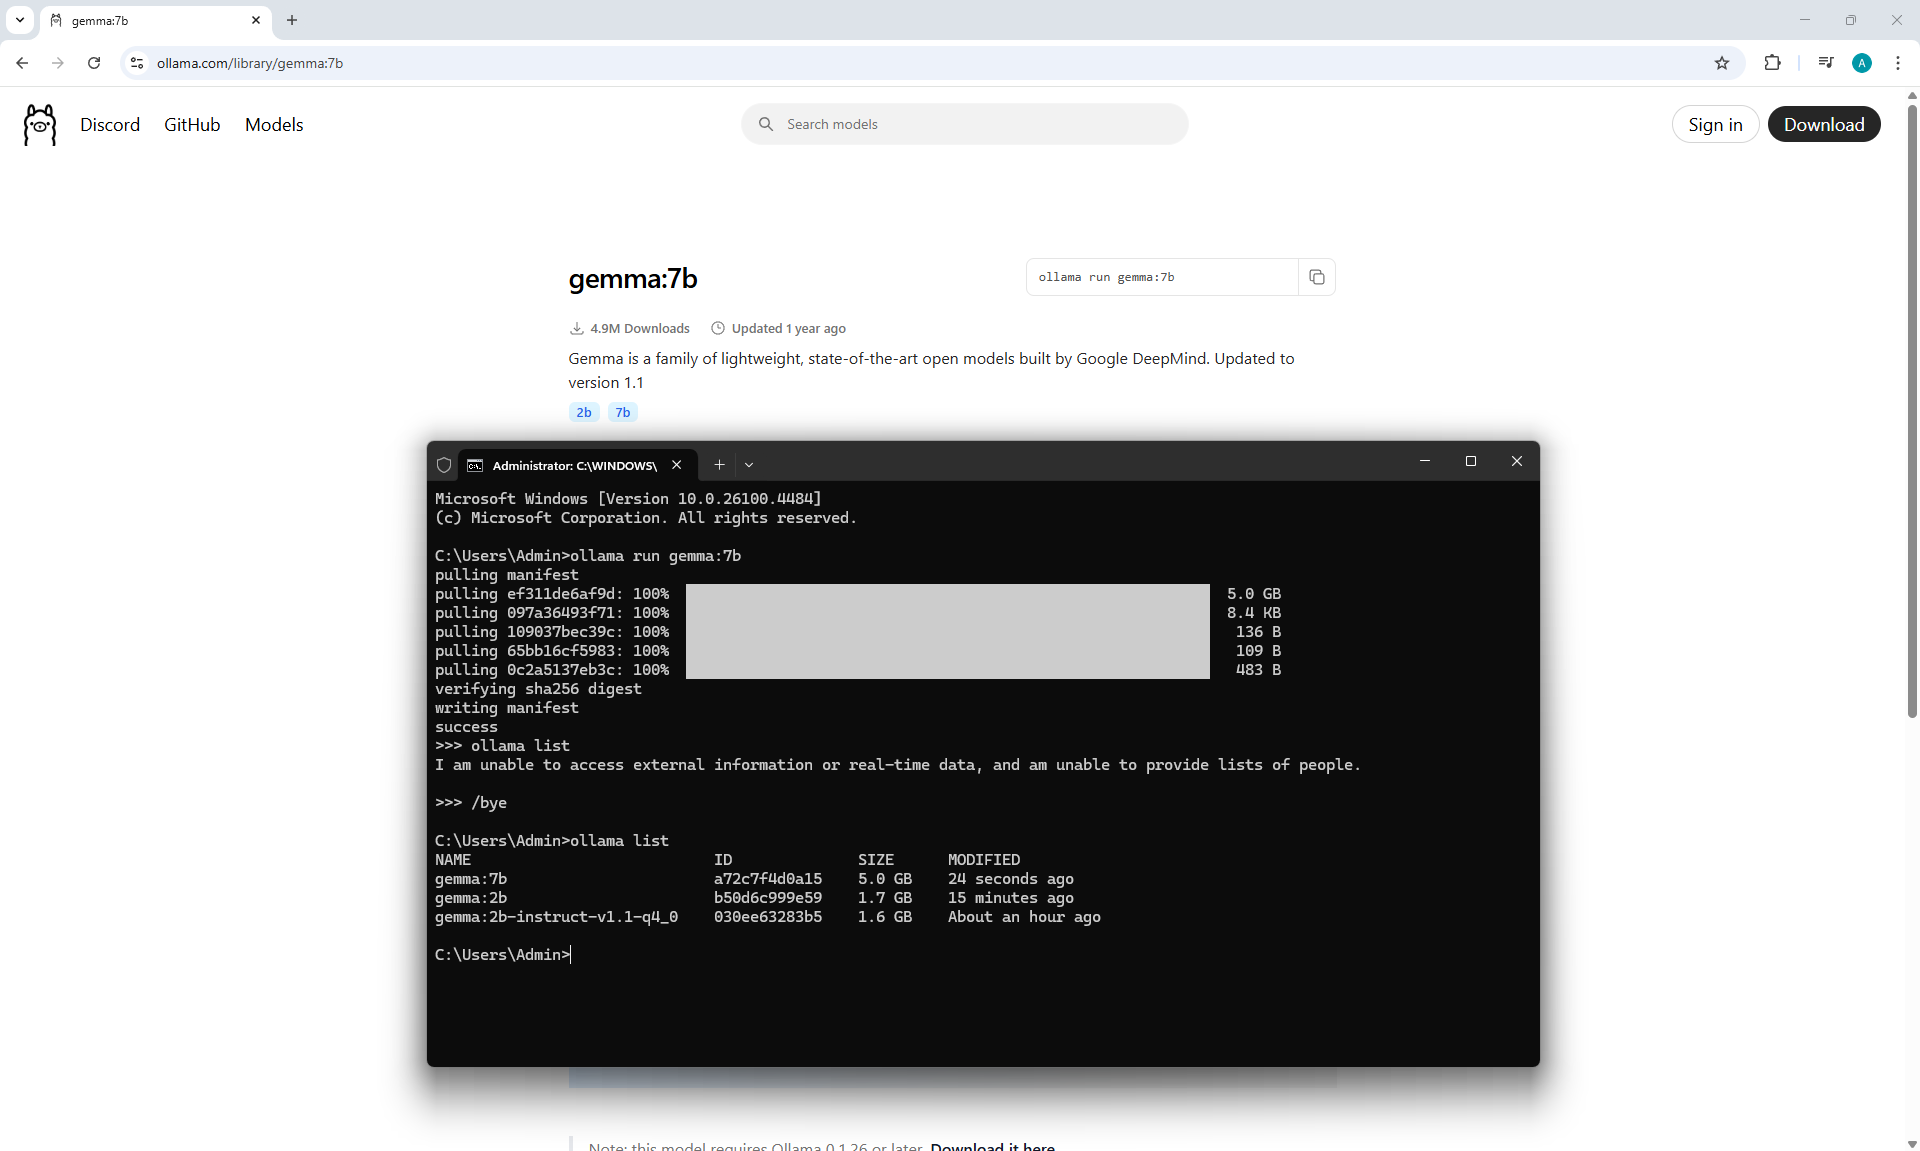 gemma:7b
ollama.com/library/gemma:7b
A
Discord GitHub Models
Search models
Sign in
Download
gemma:7b
ollama run gemma:7b
4.9M Downloads Updated 1 year ago
Gemma is a family of lightweight, state-of-the-art open models built by Google DeepMind. Updated to
version 1.1
2b 7b
Administrator: C:\WINDOWS\
Microsoft Windows [Version 10.0.26100.4484]
(c) Microsoft Corporation. All rights reserved.
C:\Users\Admin>ollama run gemma:7b
pulling manifest
pulling ef311de6af9d: 100% 5.0 GB
pulling 097a36493f71: 100% 8.4 KB
pulling 109037bec39c: 100% 136 B
pulling 65bb16cf5983: 100% 109 B
pulling 0c2a5137eb3c: 100% 483 B
verifying sha256 digest
writing manifest
success
>>> ollama list
I am unable to access external information or real-time data, and am unable to provide lists of people.
>>> /bye
C:\Users\Admin>ollama list
NAME ID SIZE MODIFIED
gemma:7b a72c7f4d0a15 5.0 GB 24 seconds ago
gemma:2b b50d6c999e59 1.7 GB 15 minutes ago
gemma:2b-instruct-v1.1-q4_0 030ee63283b5 1.6 GB About an hour ago
C:\Users\Admin>
Note: this model requires Ollama 0.1.26 or later. Download it here.